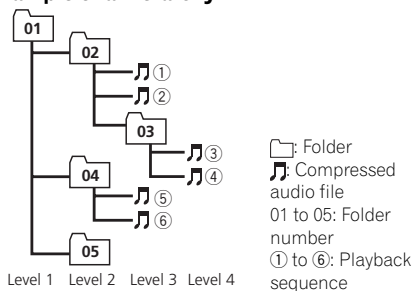 01
02
①
②
03
③
④
04
⑤
⑥
05
Level 1 Level 2 Level 3 Level 4
: Folder
: Compressed
audio file
01 to 05: Folder
number
① to ⑥: Playback
sequence